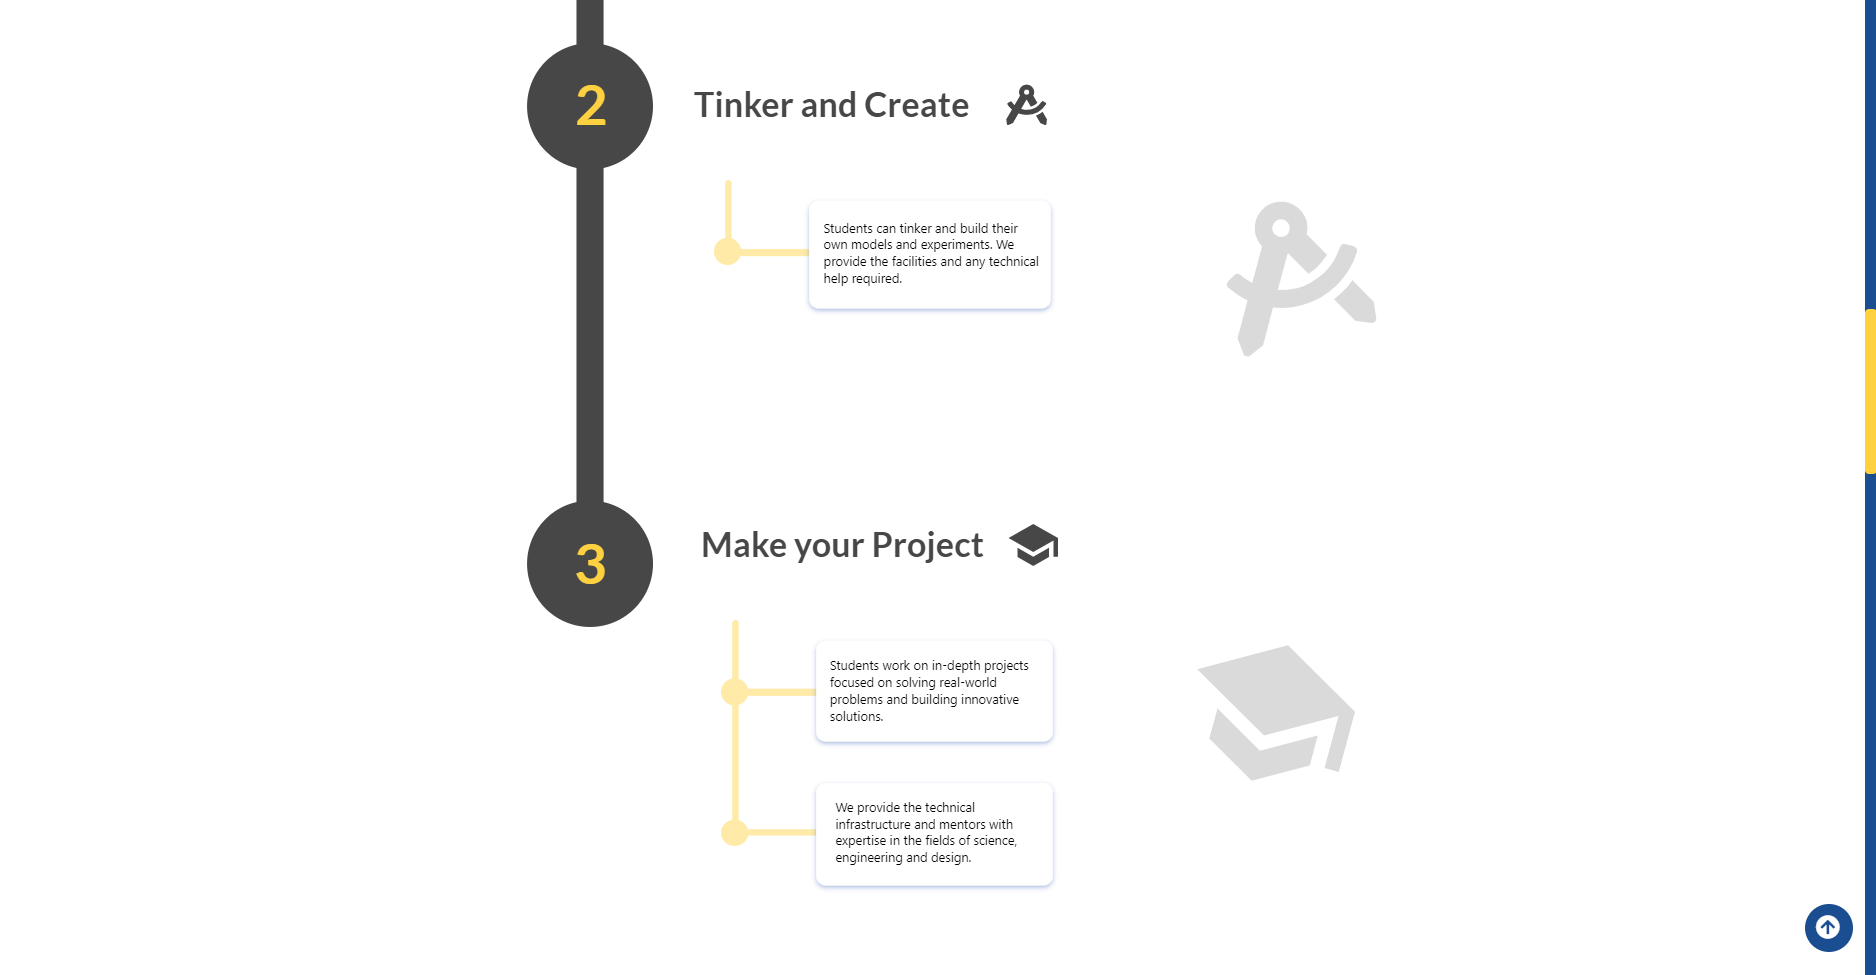 2
Tinker and Create
Students can tinker and build their
own models and experiments. We
provide the facilities and any technical
help required.
3
Make your Project
Students work on in-depth projects
focused on solving real-world
problems and building innovative
solutions.
We provide the technical
infrastructure and mentors with
expertise in the fields of science,
engineering and design.